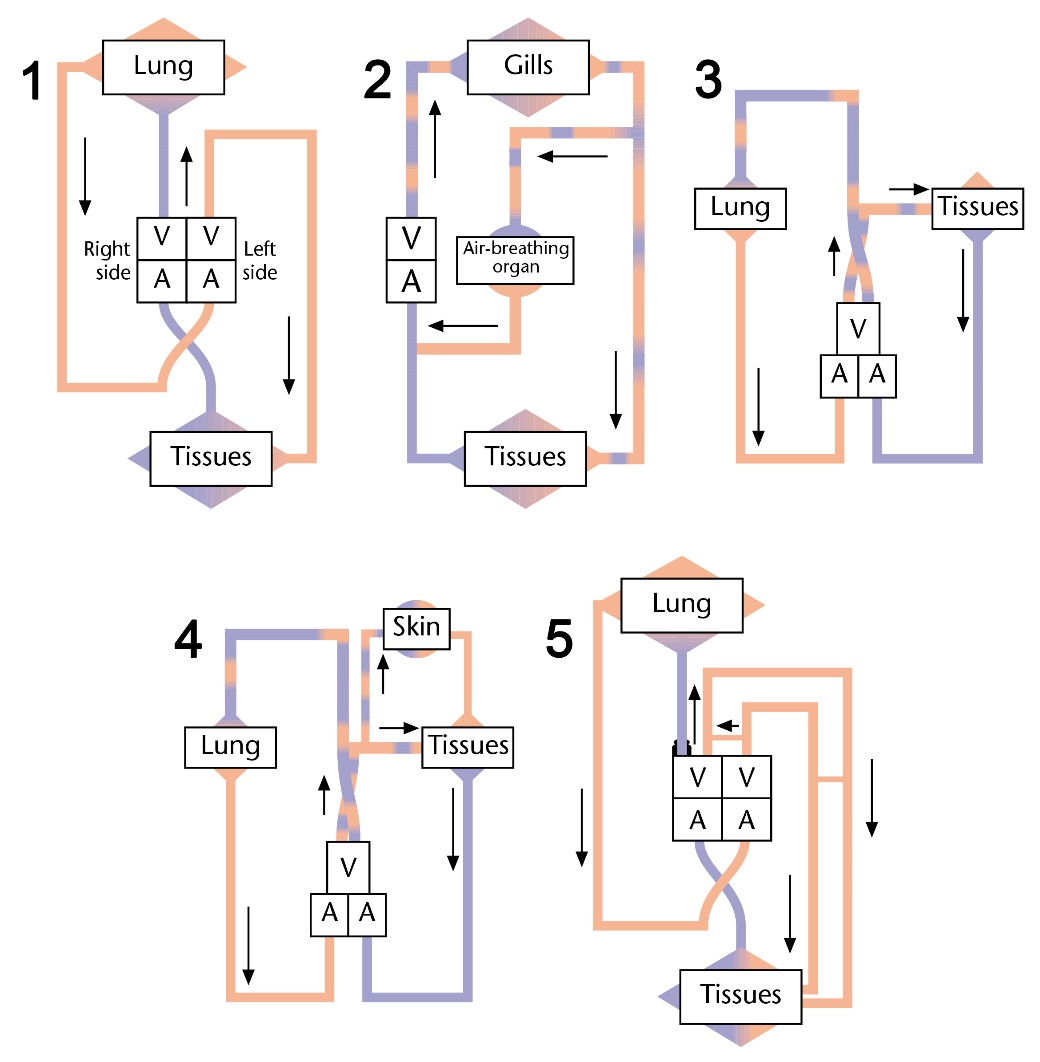 1
Lung
V V
A A
Right
side
Left
side
Tissues
2
Gills
V
A
Air-breathing
organ
Tissues
3
Lung
Tissues
V
A A
4
Skin
Lung
Tissues
V
A A
5
Lung
V V
A A
Tissues